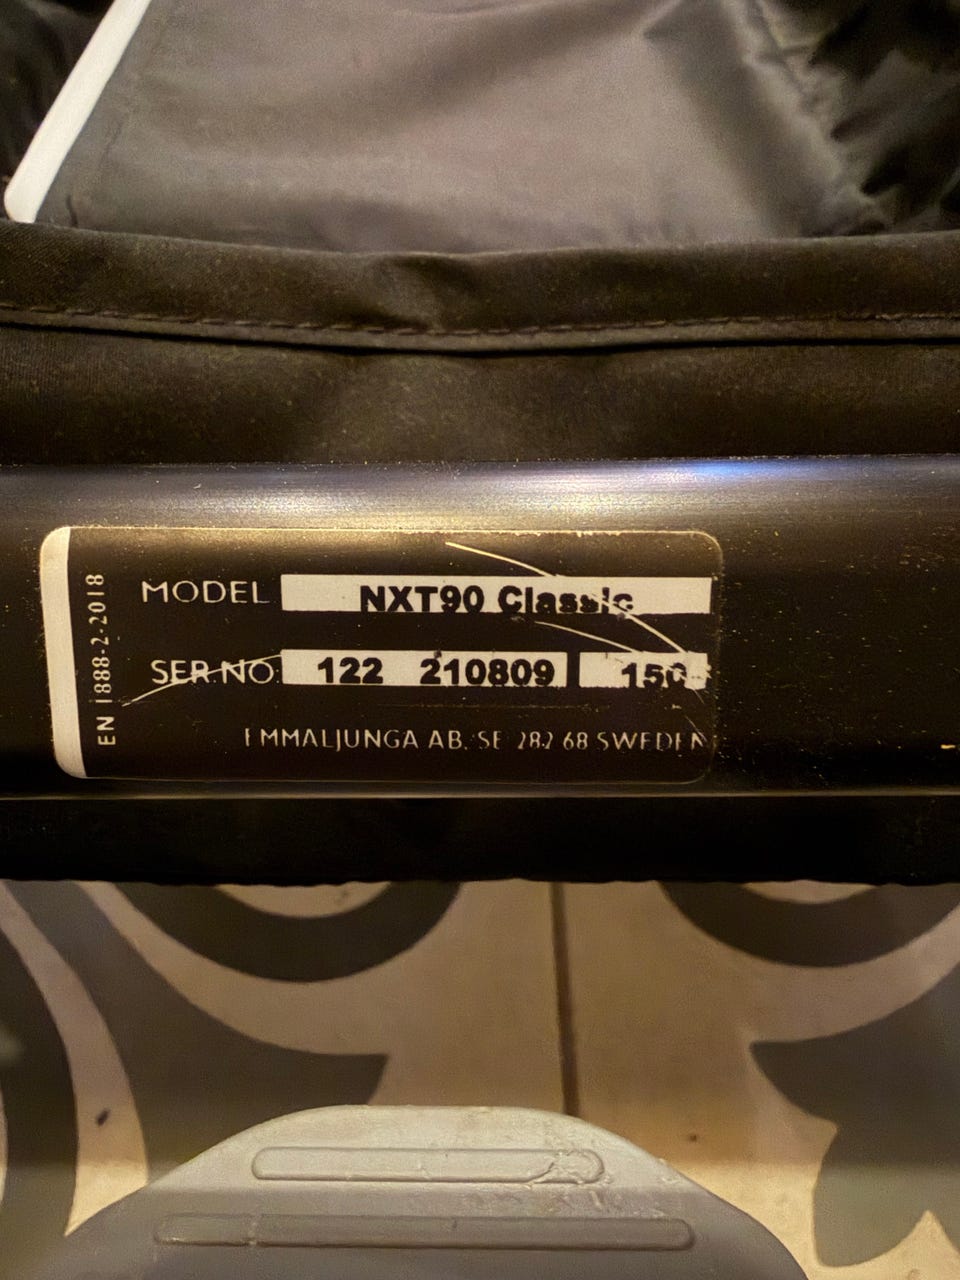 EN 1888-2-2018
MODEL NXT90 Classic
SER NO 122 210809 150
EMMALJUNGA AB. SE 282 68 SWEDEN